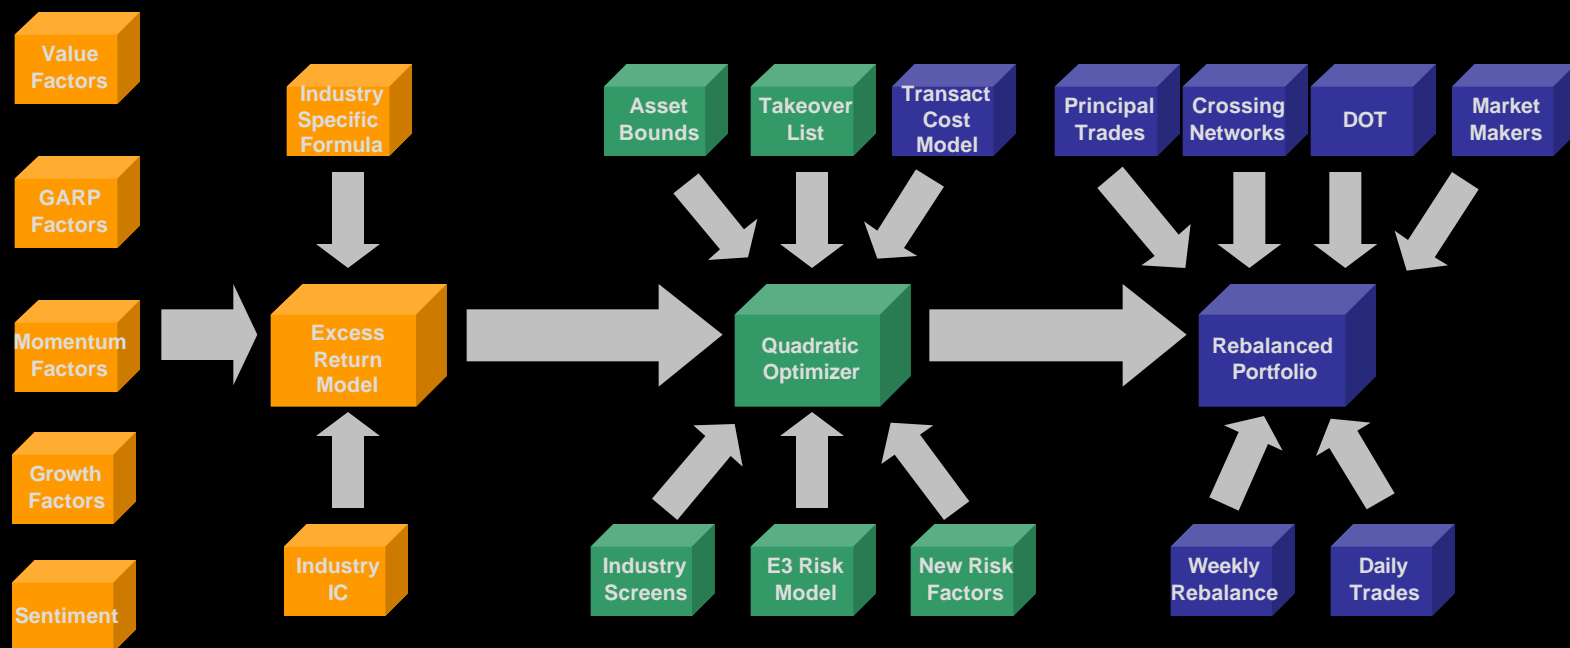 Value
Factors
GARP
Factors
Momentum
Factors
Growth
Factors
Sentiment
Industry
Specific
Formula
Excess
Return
Model
Industry
IC
Asset
Bounds
Takeover
List
Transact
Cost
Model
Quadratic
Optimizer
Industry
Screens
E3 Risk
Model
New Risk
Factors
Principal
Trades
Crossing
Networks
DOT
Market
Makers
Rebalanced
Portfolio
Weekly
Rebalance
Daily
Trades